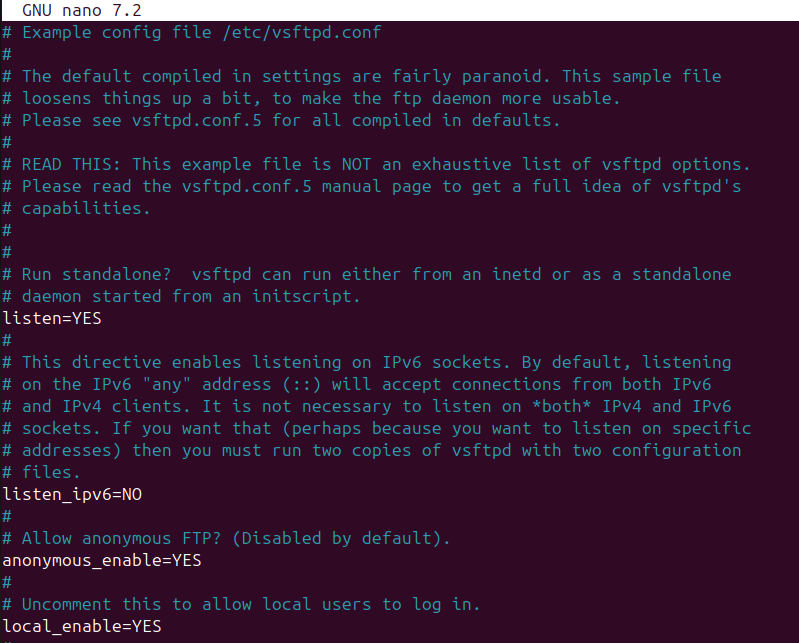 GNU nano 7.2
# Example config file /etc/vsftpd.conf
#
# The default compiled in settings are fairly paranoid. This sample file
# loosens things up a bit, to make the ftp daemon more usable.
# Please see vsftpd.conf.5 for all compiled in defaults.
#
# READ THIS: This example file is NOT an exhaustive list of vsftpd options.
# Please read the vsftpd.conf.5 manual page to get a full idea of vsftpd's
# capabilities.
#
#
# Run standalone?  vsftpd can run either from an inetd or as a standalone
# daemon started from an initscript.
listen=YES
#
# This directive enables listening on IPv6 sockets. By default, listening
# on the IPv6 "any" address (::) will accept connections from both IPv6
# and IPv4 clients. It is not necessary to listen on *both* IPv4 and IPv6
# sockets. If you want that (perhaps because you want to listen on specific
# addresses) then you must run two copies of vsftpd with two configuration
# files.
listen_ipv6=NO
#
# Allow anonymous FTP? (Disabled by default).
anonymous_enable=YES
#
# Uncomment this to allow local users to log in.
local_enable=YES